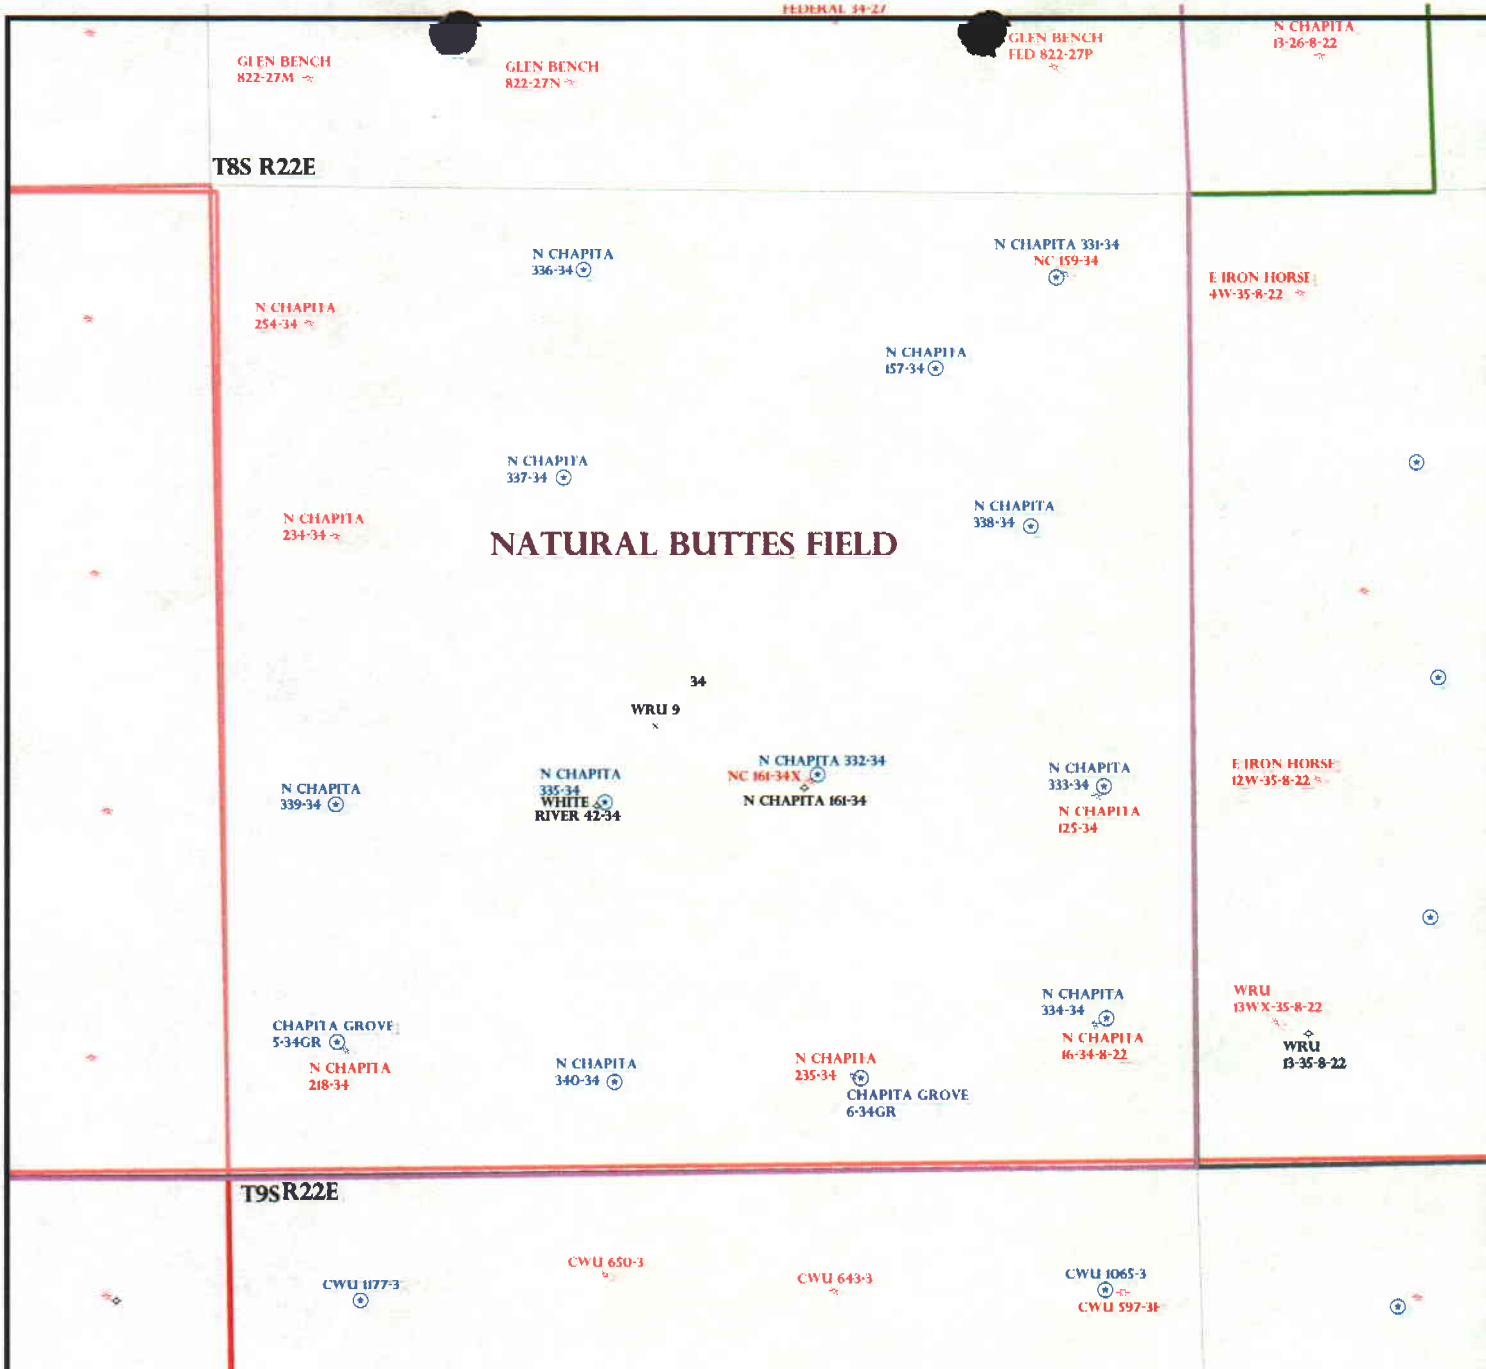 FEDERAL 34-27
GLEN BENCH
822-27M
GLEN BENCH
822-27N
GLEN BENCH
FED 822-27P
N CHAPITA
13-26-8-22
T8S R22E
N CHAPITA
336-34
N CHAPITA 331-34
NC 159-34
E IRON HORSE
4W-35-8-22
N CHAPITA
254-34
N CHAPITA
157-34
N CHAPITA
337-34
N CHAPITA
338-34
N CHAPITA
234-34
NATURAL BUTTES FIELD
34
WRU 9
N CHAPITA
339-34
N CHAPITA
335-34
WHITE
RIVER 42-34
N CHAPITA 332-34
NC 161-34X
N CHAPITA 161-34
N CHAPITA
333-34
N CHAPITA
125-34
E IRON HORSE
12W-35-8-22
CHAPITA GROVE
5-34GR
N CHAPITA
218-34
N CHAPITA
340-34
N CHAPITA
235-34
CHAPITA GROVE
6-34GR
N CHAPITA
334-34
N CHAPITA
16-34-8-22
WRU
13WX-35-8-22
WRU
13-35-8-22
T9S R22E
CWU 1177-3
CWU 650-3
CWU 643-3
CWU 1065-3
CWU 597-3F